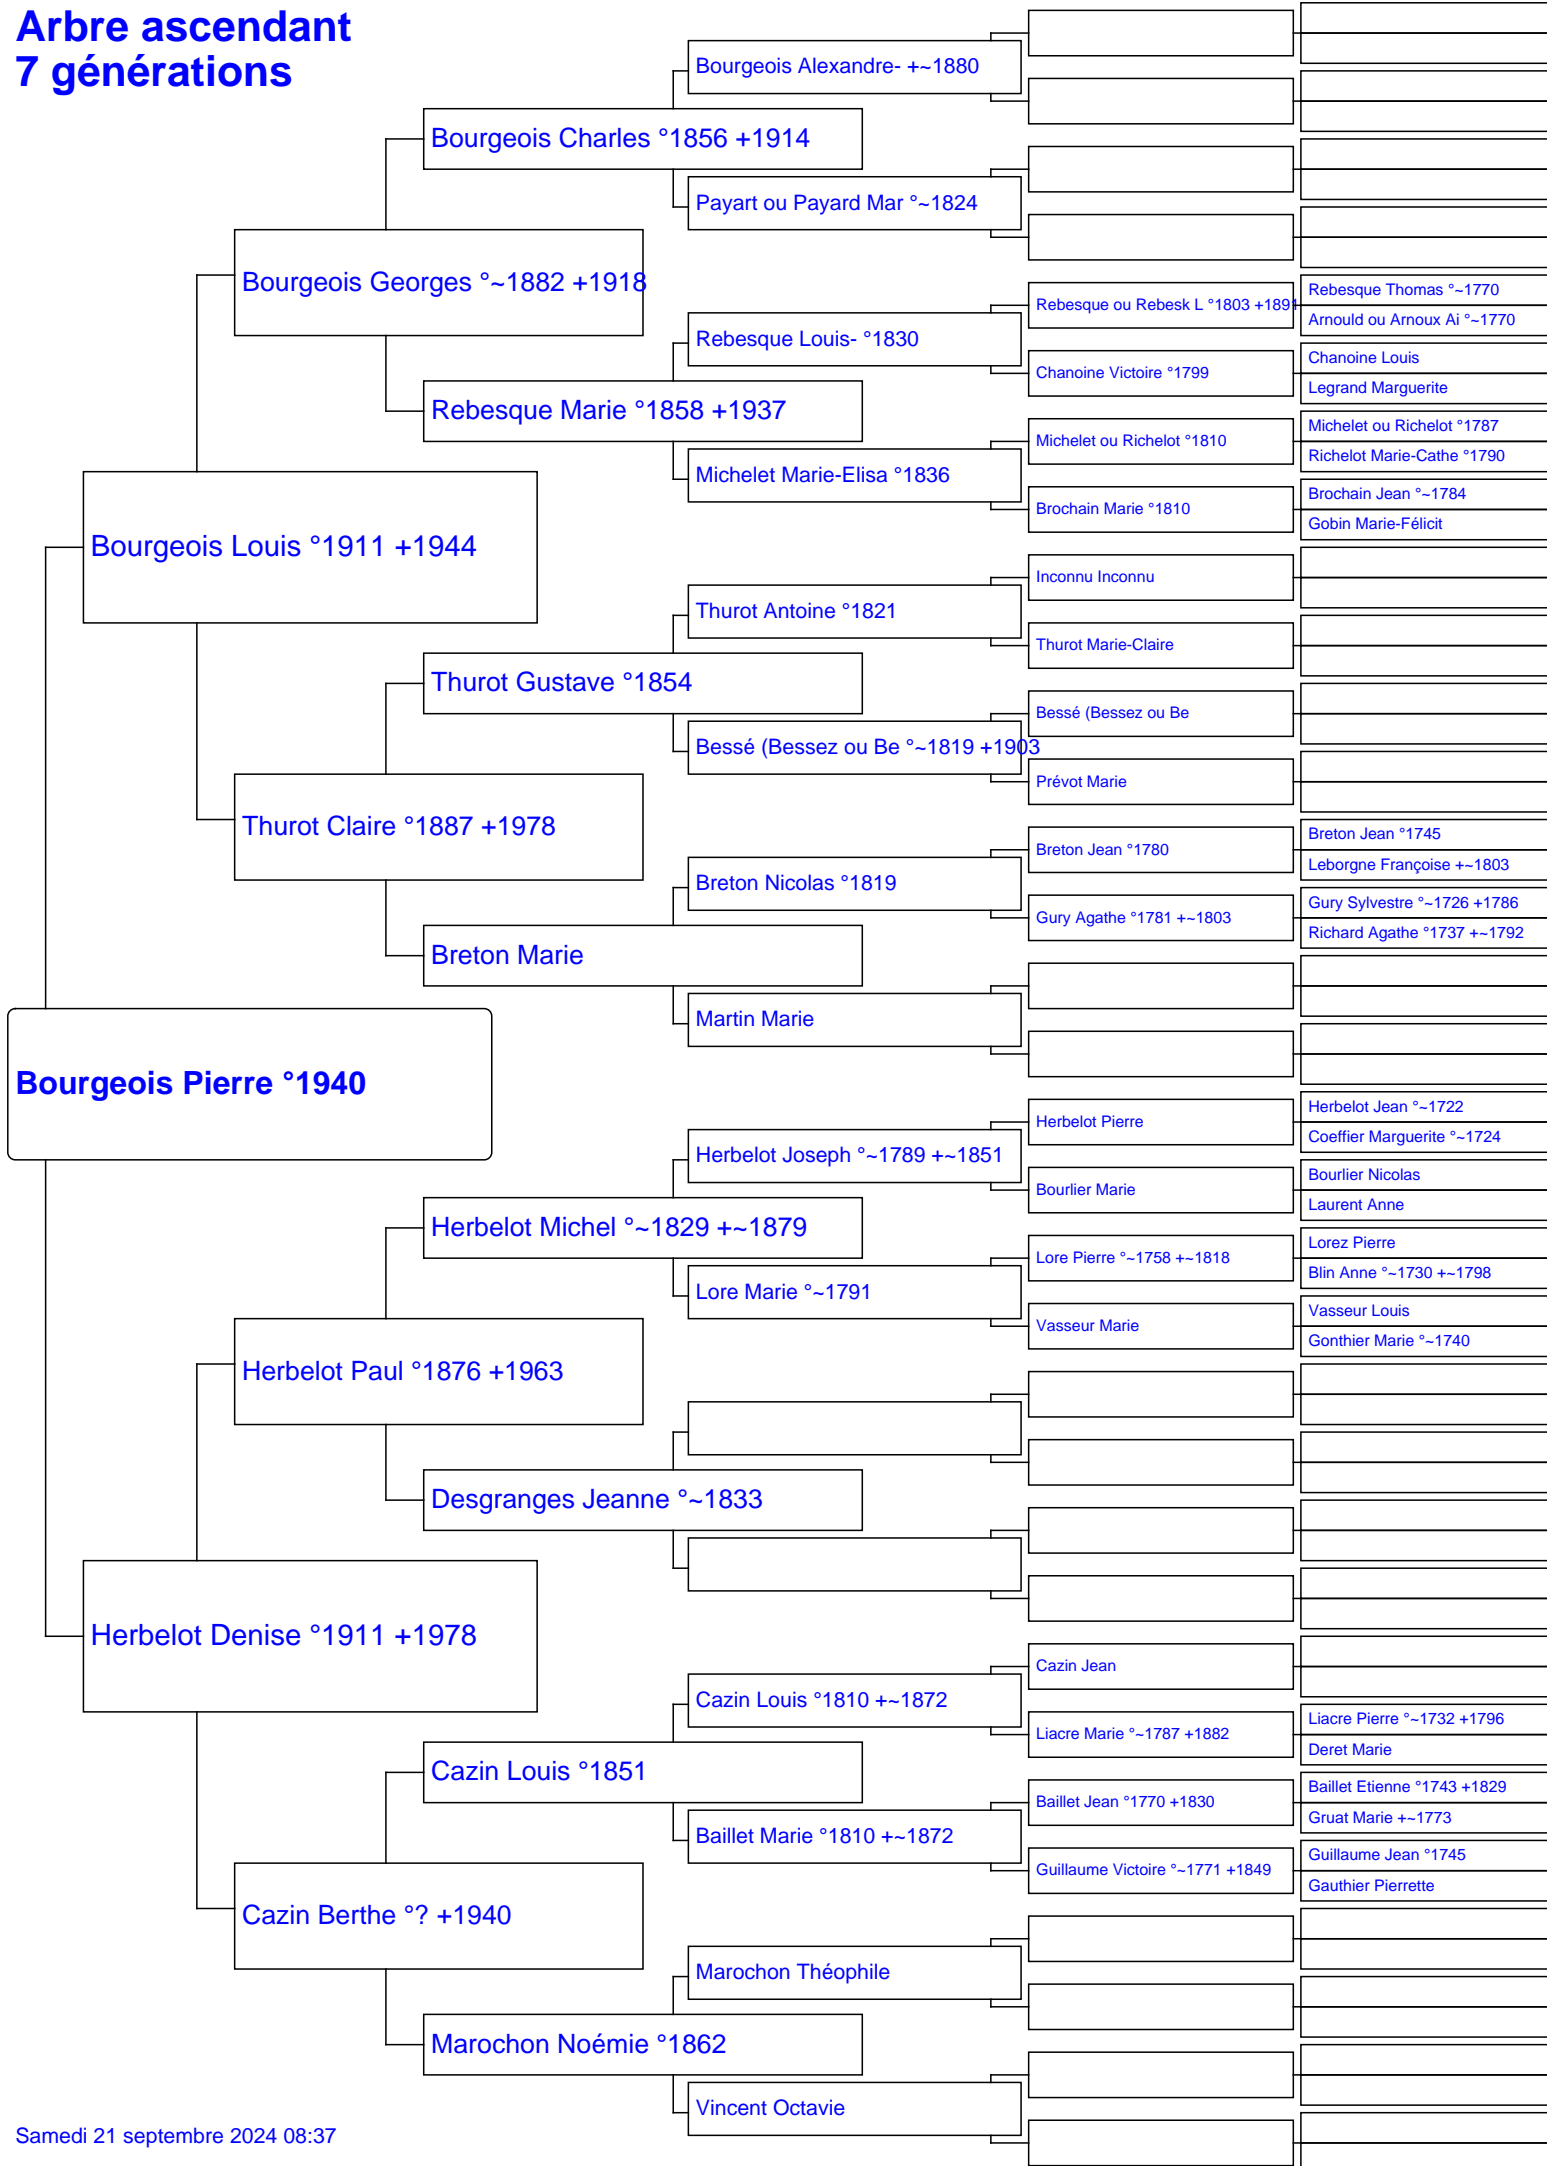 Arbre ascendant
7 générations
Bourgeois Alexandre- +~1880
Bourgeois Charles °1856 +1914
Payart ou Payard Mar °~1824
Bourgeois Georges °~1882 +1918
Rebesque Thomas °~1770
Rebesque ou Rebesk L °1803 +1891
Arnould ou Arnoux Ai °~1770
Rebesque Louis- °1830
Chanoine Louis
Chanoine Victoire °1799
Legrand Marguerite
Rebesque Marie °1858 +1937
Michelet ou Richelot °1787
Michelet ou Richelot °1810
Richelot Marie-Cathe °1790
Michelet Marie-Elisa °1836
Brochain Jean °~1784
Brochain Marie °1810
Gobin Marie-Félicit
Bourgeois Louis °1911 +1944
Inconnu Inconnu
Thurot Antoine °1821
Thurot Marie-Claire
Thurot Gustave °1854
Bessé (Bessez ou Be
Bessé (Bessez ou Be °~1819 +1903
Prévot Marie
Thurot Claire °1887 +1978
Breton Jean °1745
Breton Jean °1780
Leborgne Françoise +~1803
Breton Nicolas °1819
Gury Sylvestre °~1726 +1786
Gury Agathe °1781 +~1803
Richard Agathe °1737 +~1792
Breton Marie
Martin Marie
Bourgeois Pierre °1940
Herbelot Jean °~1722
Herbelot Pierre
Coeffier Marguerite °~1724
Herbelot Joseph °~1789 +~1851
Bourlier Nicolas
Bourlier Marie
Laurent Anne
Herbelot Michel °~1829 +~1879
Lorez Pierre
Lore Pierre °~1758 +~1818
Blin Anne °~1730 +~1798
Lore Marie °~1791
Vasseur Louis
Vasseur Marie
Gonthier Marie °~1740
Herbelot Paul °1876 +1963
Desgranges Jeanne °~1833
Herbelot Denise °1911 +1978
Cazin Jean
Cazin Louis °1810 +~1872
Liacre Pierre °~1732 +1796
Liacre Marie °~1787 +1882
Deret Marie
Cazin Louis °1851
Baillet Etienne °1743 +1829
Baillet Jean °1770 +1830
Gruat Marie +~1773
Baillet Marie °1810 +~1872
Guillaume Jean °1745
Guillaume Victoire °~1771 +1849
Gauthier Pierrette
Cazin Berthe °? +1940
Marochon Théophile
Marochon Noémie °1862
Vincent Octavie
Samedi 21 septembre 2024 08:37